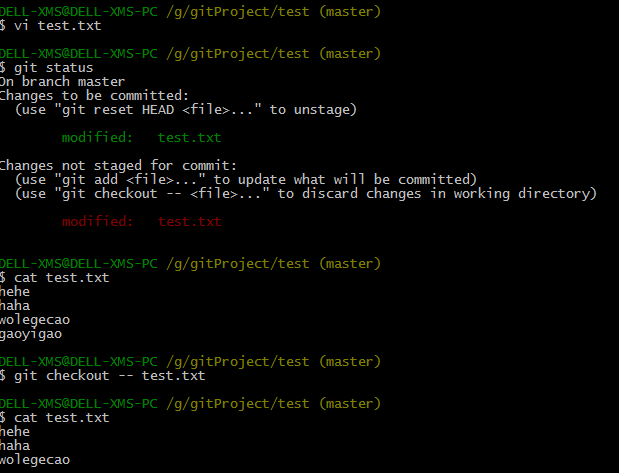 DELL-XMS@DELL-XMS-PC /g/gitProject/test (master)
$ vi test.txt
DELL-XMS@DELL-XMS-PC /g/gitProject/test (master)
$ git status
On branch master
Changes to be committed:
(use "git reset HEAD <file>..." to unstage)
modified: test.txt
Changes not staged for commit:
(use "git add <file>..." to update what will be committed)
(use "git checkout -- <file>..." to discard changes in working directory)
modified: test.txt
DELL-XMS@DELL-XMS-PC /g/gitProject/test (master)
$ cat test.txt
hehe
haha
wolegecao
gaoyigao
DELL-XMS@DELL-XMS-PC /g/gitProject/test (master)
$ git checkout -- test.txt
DELL-XMS@DELL-XMS-PC /g/gitProject/test (master)
$ cat test.txt
hehe
haha
wolegecao